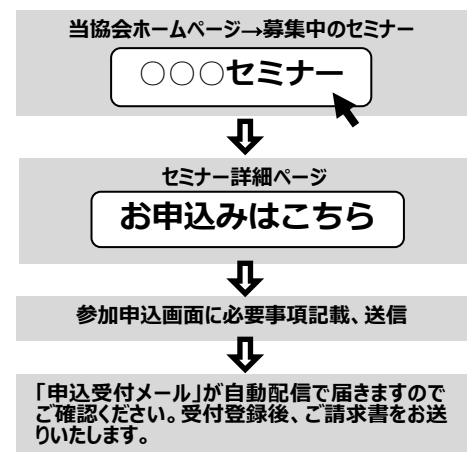 当協会ホームページ→募集中のセミナー
○○○セミナー
セミナー詳細ページ
お申込みはこちら
参加申込画面に必要事項記載、送信
「申込受付メール」が自動配信で届きますので
ご確認ください。受付登録後、ご請求書をお送
りいたします。